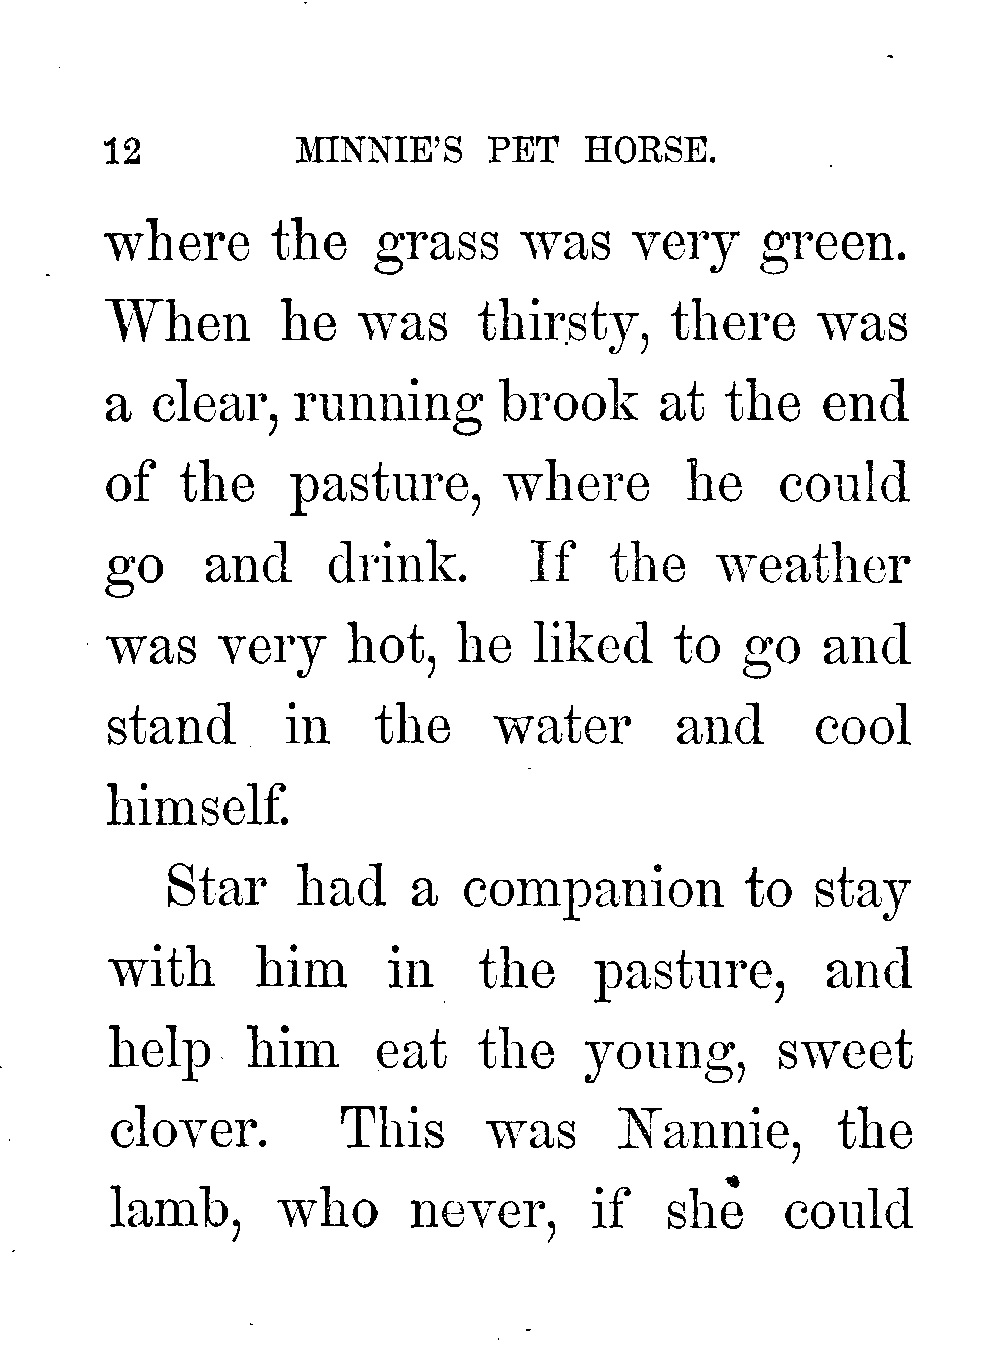 12 MINNIE'S PET HORSE.
where the grass was very green.
When he was thirsty, there was
a clear, running brook at the end
of the pasture, where he could
go and drink. If the weather
was very hot, he liked to go and
stand in the water and cool
himself.
Star had a companion to stay
with him in the pasture, and
help him eat the young, sweet
clover. This was Nannie, the
lamb, who never, if she could